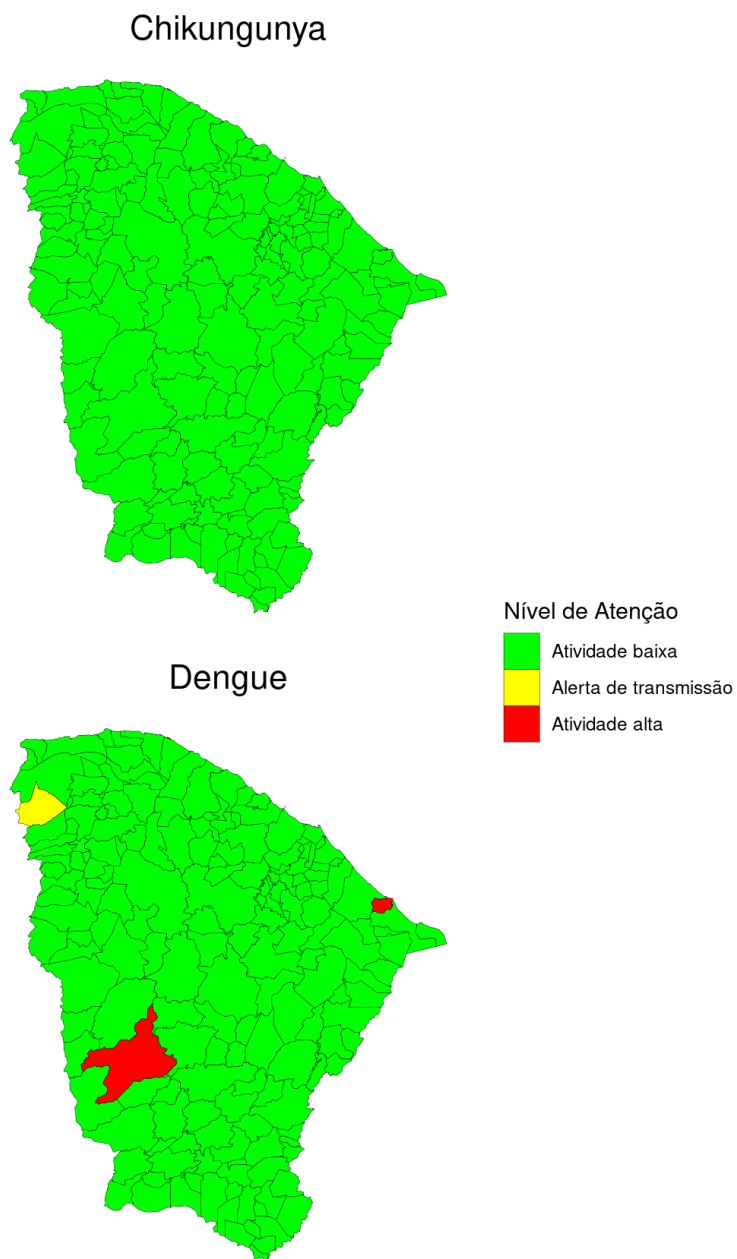 Chikungunya
Nível de Atenção
Atividade baixa
Alerta de transmissão
Atividade alta
Dengue